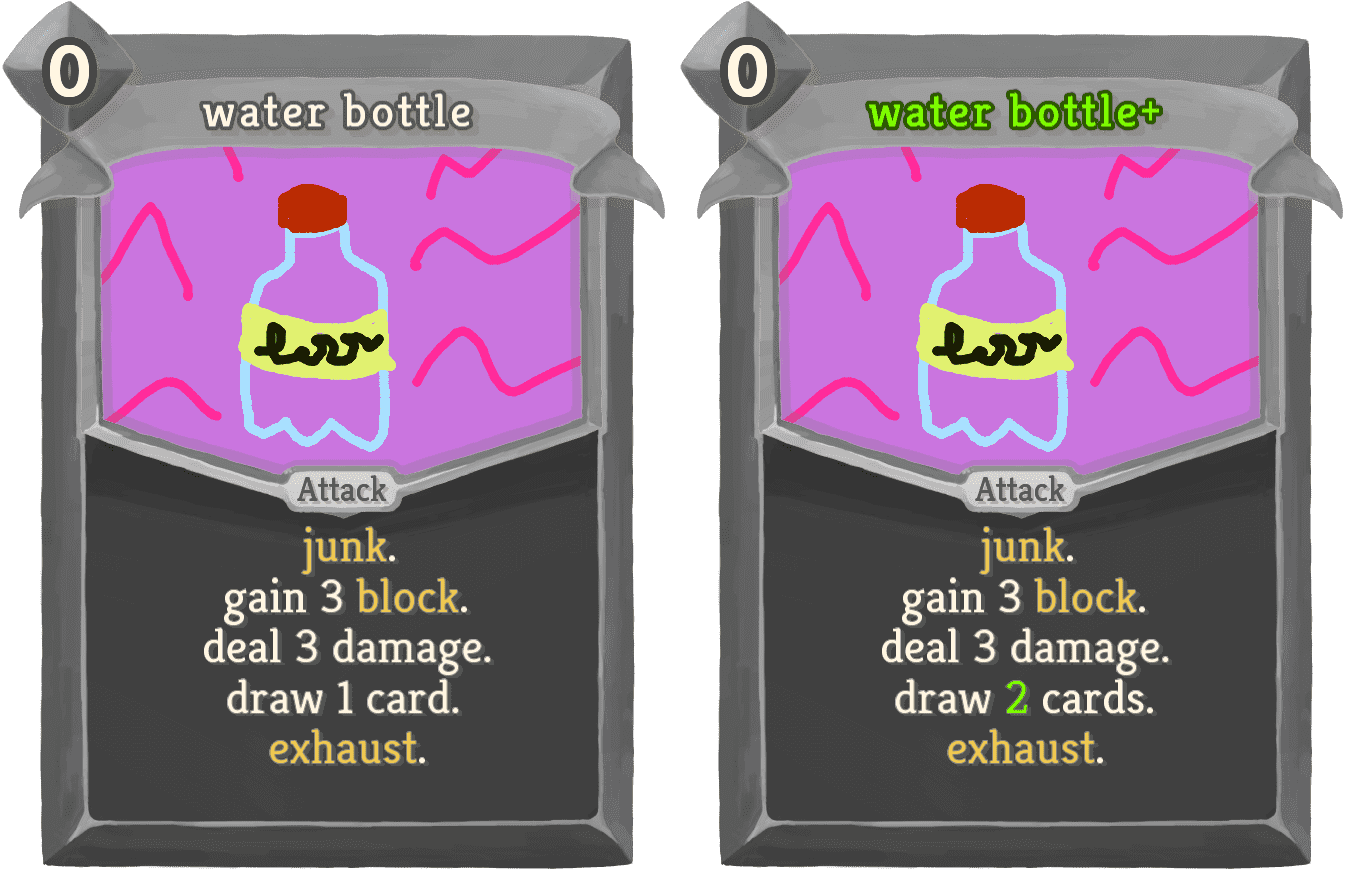 0
water bottle
Attack
junk.
gain 3 block.
deal 3 damage.
draw 1 card.
exhaust.
0
water bottle+
Attack
junk.
gain 3 block.
deal 3 damage.
draw 2 cards.
exhaust.